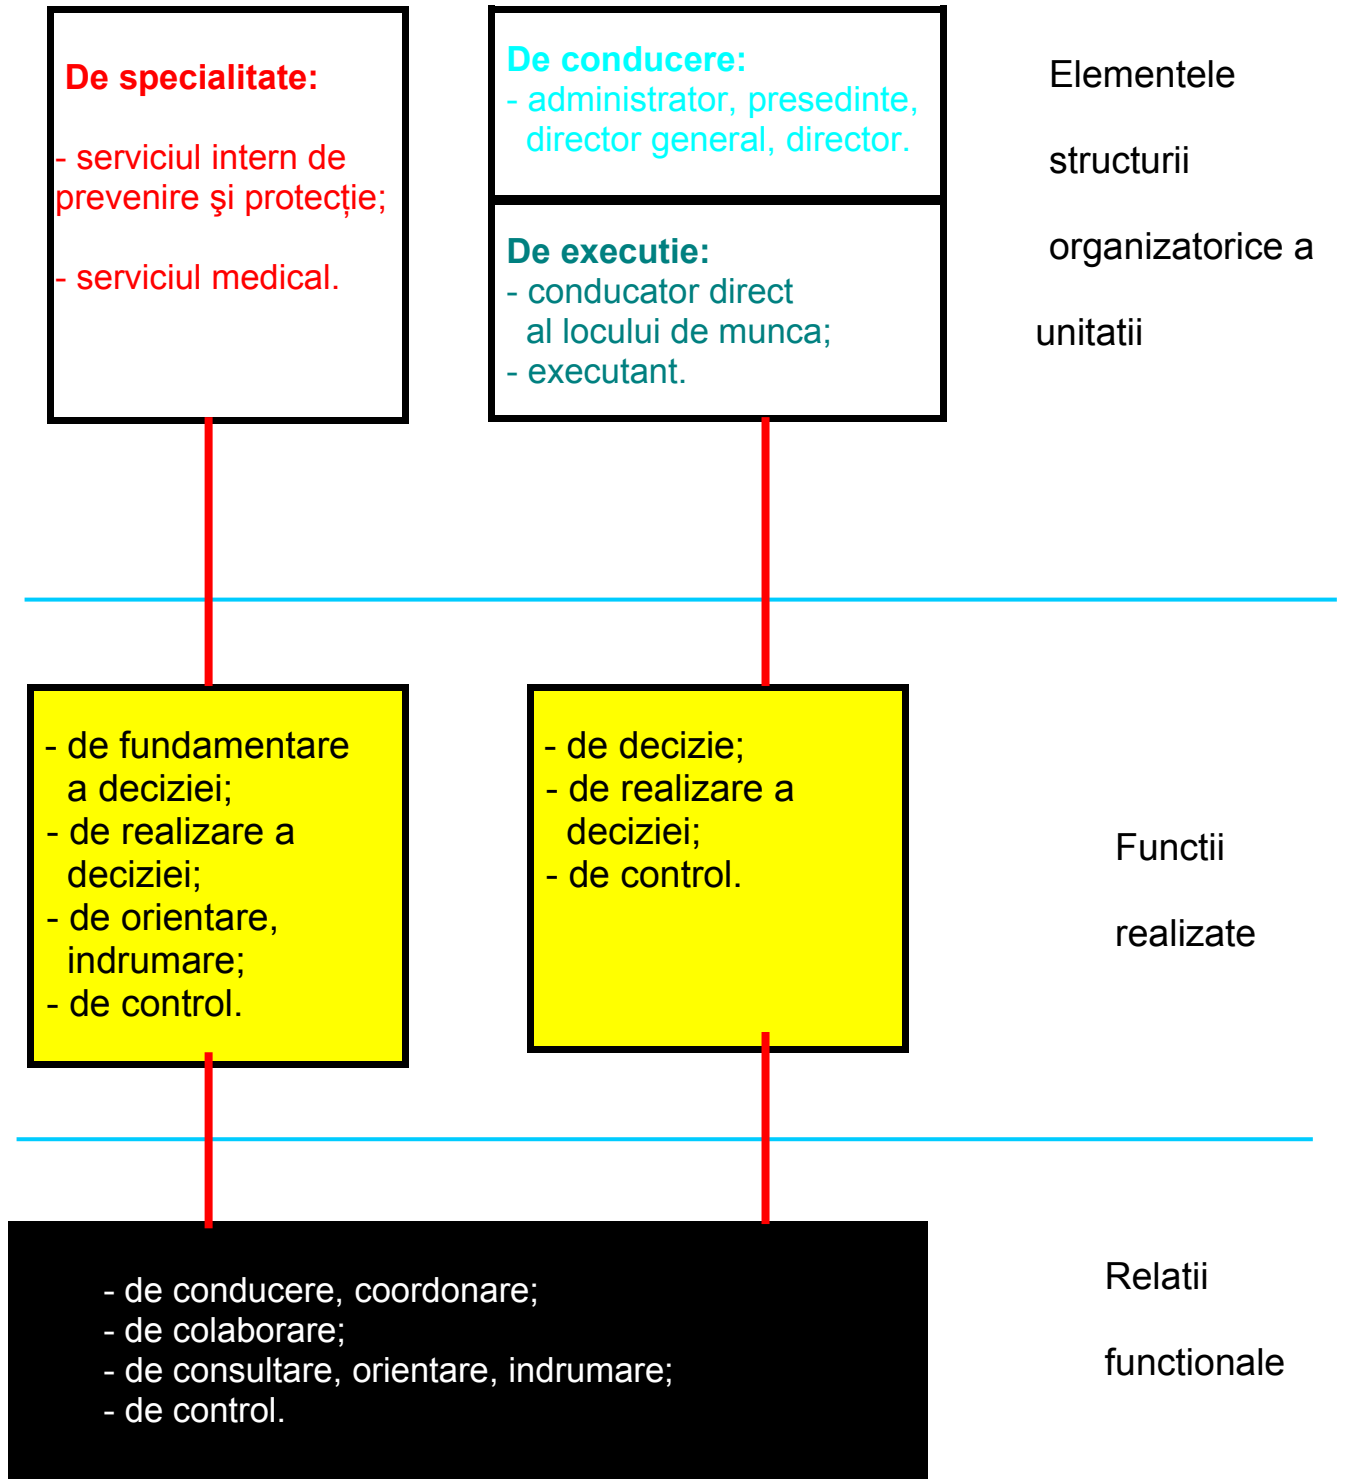 De specialitate:
- serviciul intern de
prevenire şi protecție;
- serviciul medical.
De conducere:
- administrator, presedinte,
director general, director.
De executie:
- conducator direct
al locului de munca;
- executant.
Elementele
structurii
organizatorice a
unitatii
- de fundamentare
a deciziei;
- de realizare a
deciziei;
- de orientare,
indrumare;
- de control.
- de decizie;
- de realizare a
deciziei;
- de control.
Functii
realizate
- de conducere, coordonare;
- de colaborare;
- de consultare, orientare, indrumare;
- de control.
Relatii
functionale